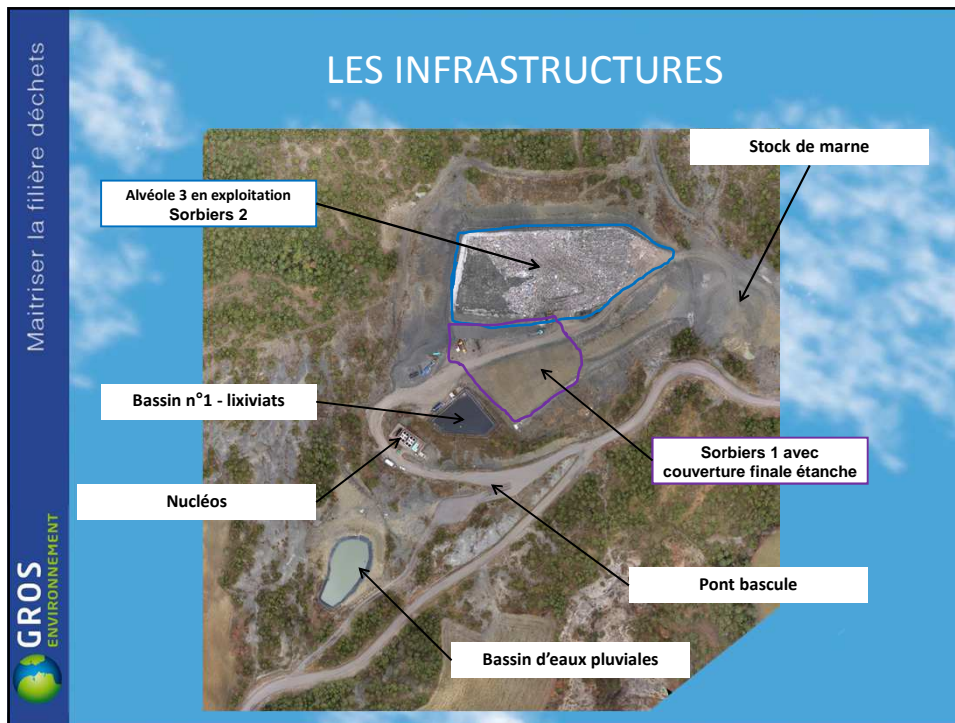 Maitriser la filière déchets
GROS
ENVIRONNEMENT
LES INFRASTRUCTURES
Stock de marne
Alvéole 3 en exploitation
Sorbiers 2
Bassin n°1 - lixiviats
Sorbiers 1 avec
couverture finale étanche
Nucléos
Pont bascule
Bassin d'eaux pluviales